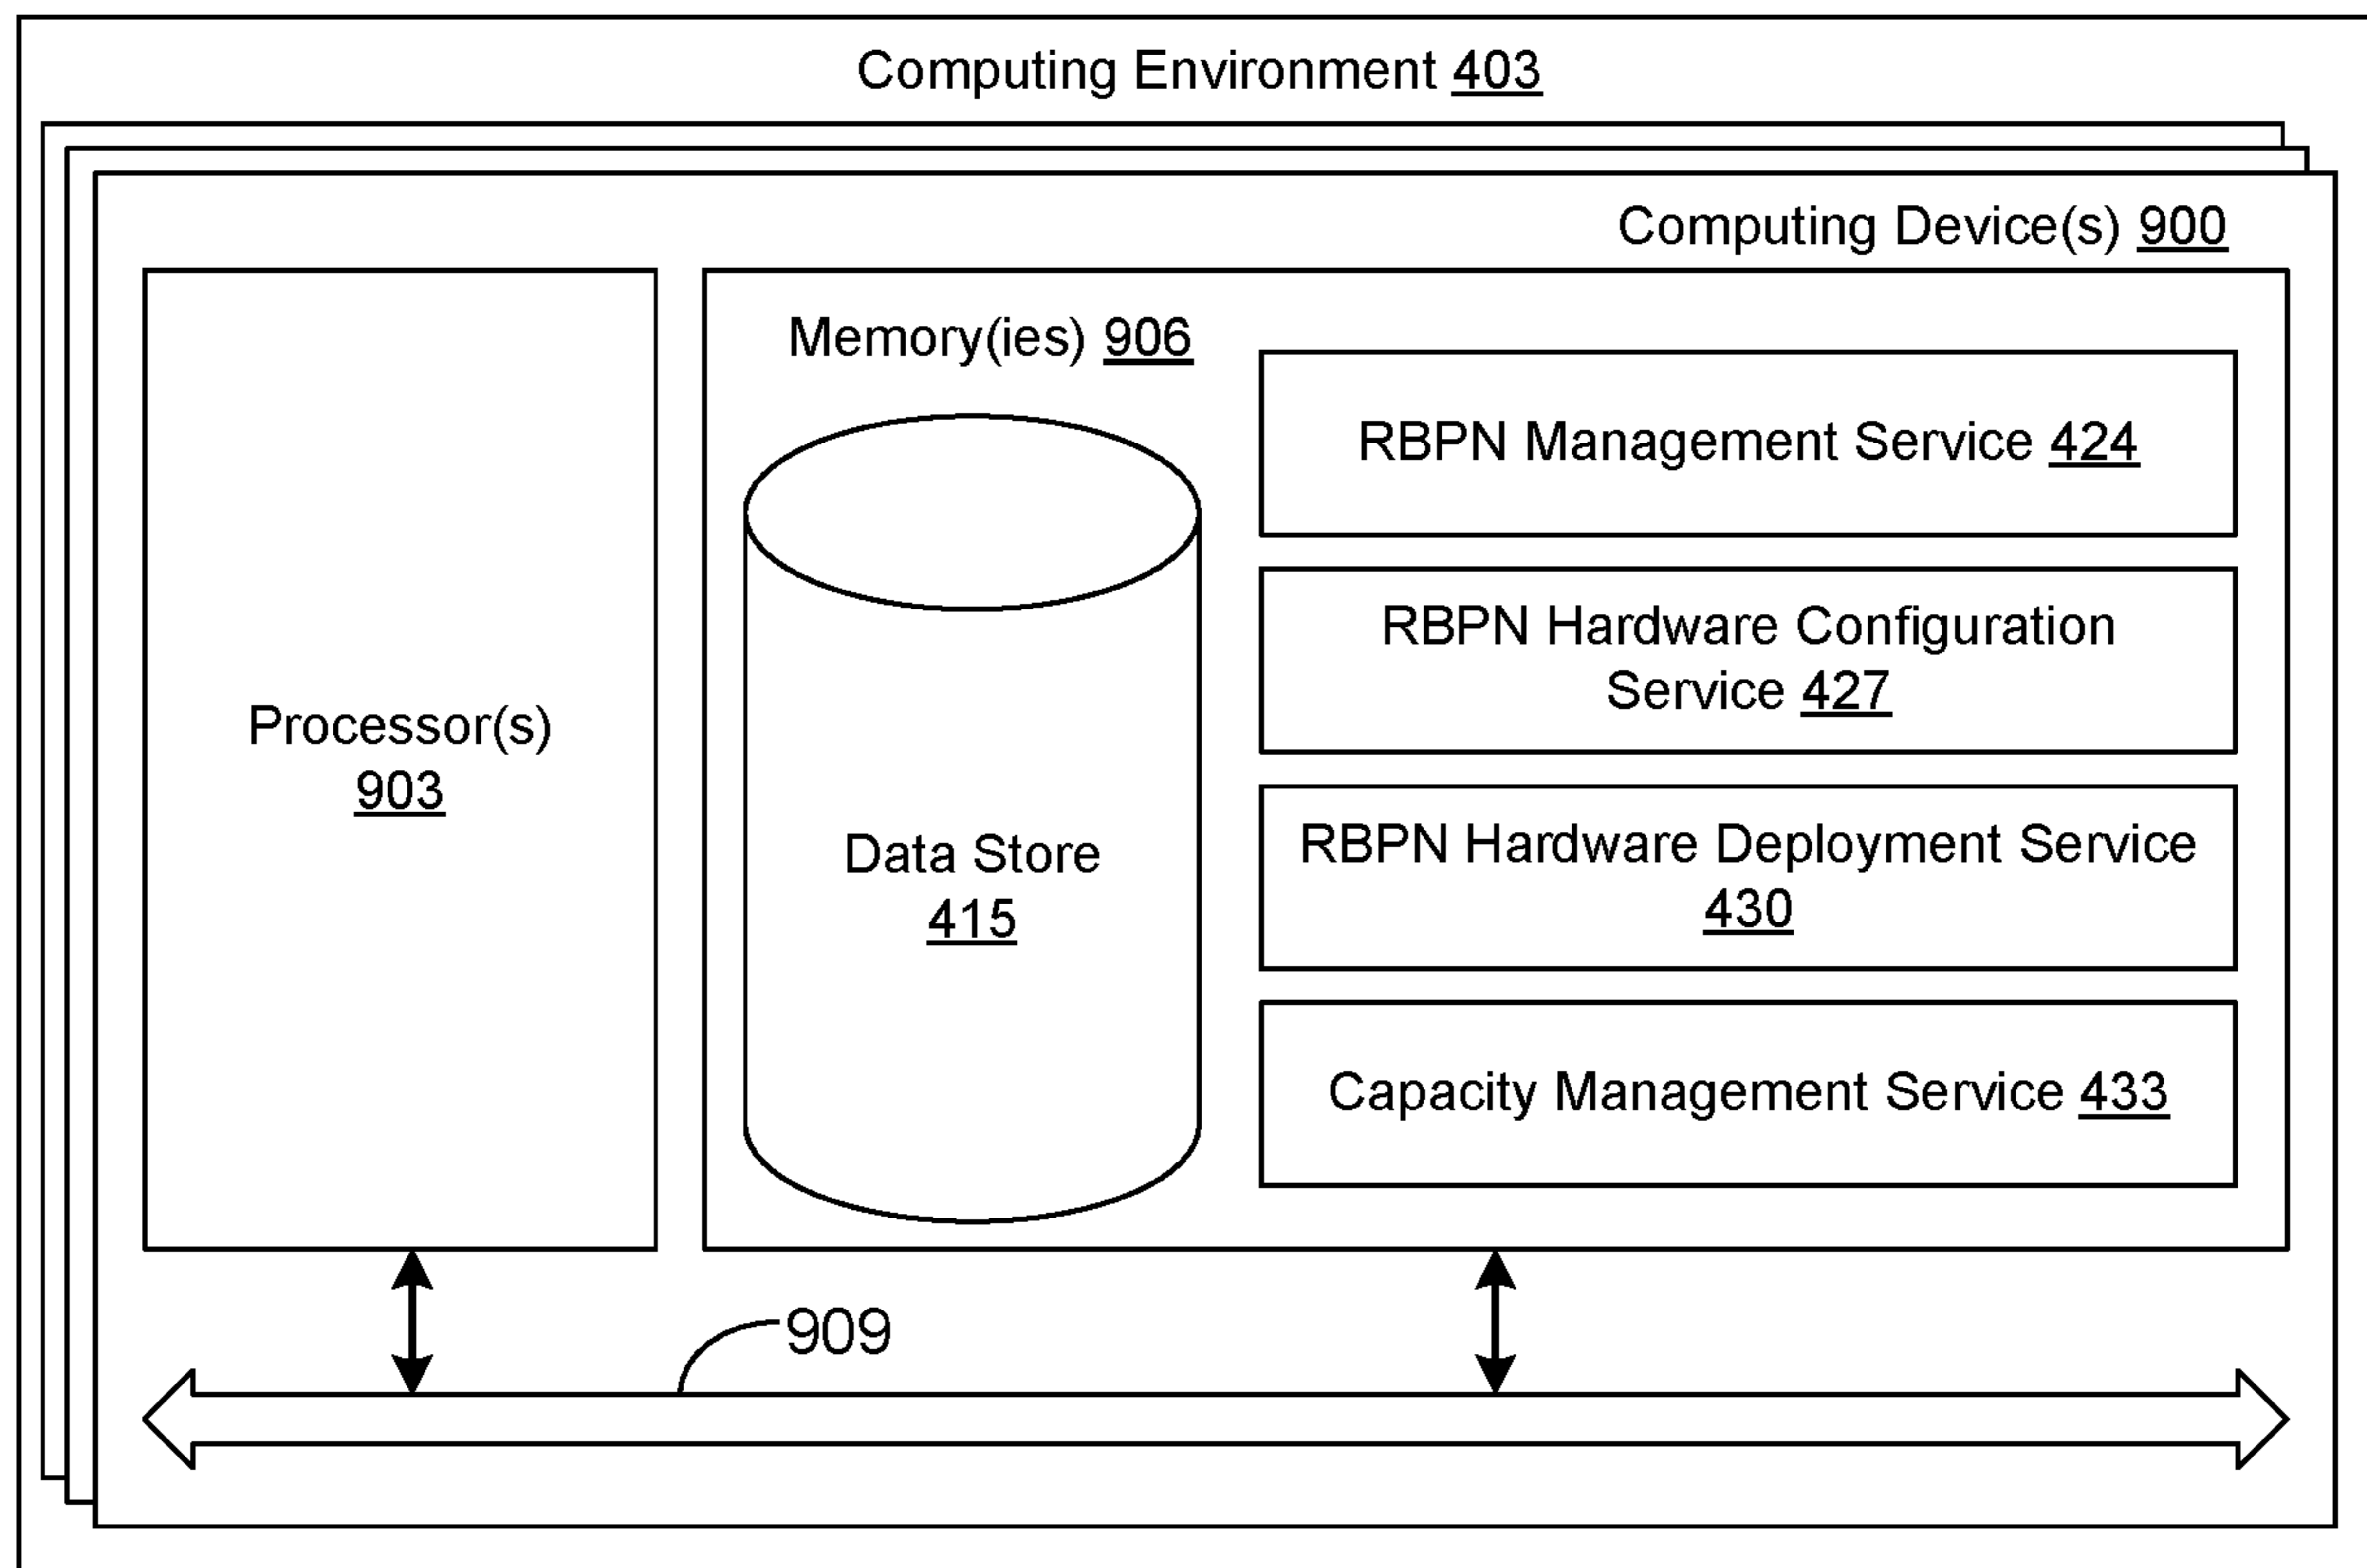 Computing Environment 403
Computing Device(s) 900
Processor(s)
903
Memory(ies) 906
Data Store
415
RBPN Management Service 424
RBPN Hardware Configuration
Service 427
RBPN Hardware Deployment Service
430
Capacity Management Service 433
909